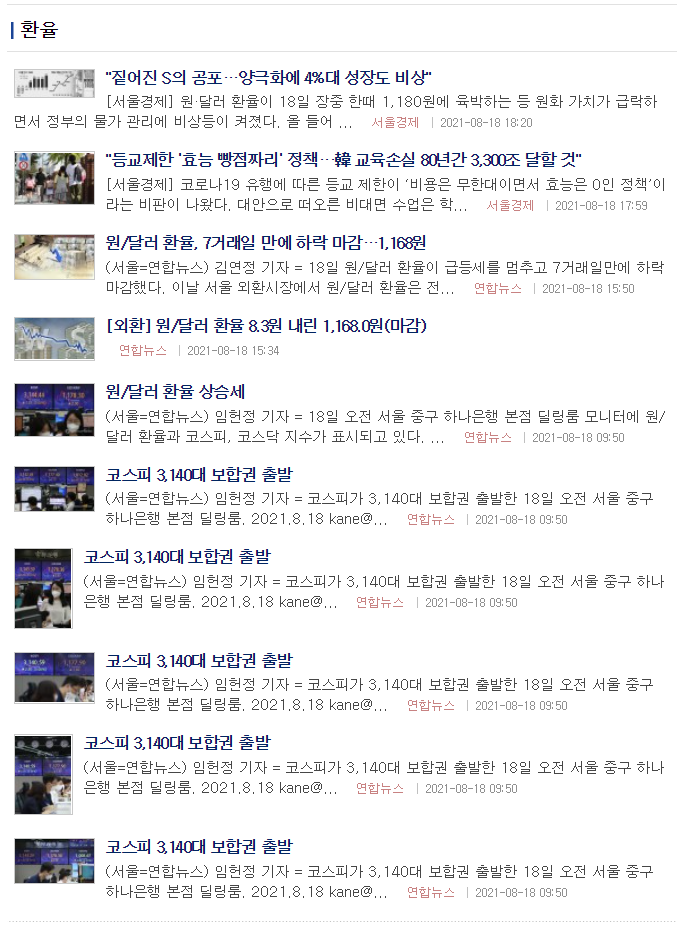 환율
"짙어진 S의 공포…양극화에 4%대 성장도 비상"
[서울경제] 원·달러 환율이 18일 장중 한때 1,180원에 육박하는 등 원화 가치가 급락하
면서 정부의 물가 관리에 비상등이 켜졌다. 올 들어 ... 서울경제 | 2021-08-18 18:20
"등교제한 '효능 빵점짜리' 정책…韓 교육손실 80년간 3,300조 달할 것"
[서울경제] 코로나19 유행에 따른 등교 제한이 ‘비용은 무한대이면서 효능은 0인 정책’이
라는 비판이 나왔다. 대안으로 떠오른 비대면 수업은 학... 서울경제 | 2021-08-18 17:59
원/달러 환율, 7거래일 만에 하락 마감…1,168원
(서울=연합뉴스) 김연정 기자 = 18일 원/달러 환율이 급등세를 멈추고 7거래일만에 하락
마감했다. 이날 서울 외환시장에서 원/달러 환율은 전... 연합뉴스 | 2021-08-18 15:50
[외환] 원/달러 환율 8.3원 내린 1,168.0원(마감)
연합뉴스 | 2021-08-18 15:34
원/달러 환율 상승세
(서울=연합뉴스) 임헌정 기자 = 18일 오전 서울 중구 하나은행 본점 딜링룸 모니터에 원/
달러 환율과 코스피, 코스닥 지수가 표시되고 있다. ... 연합뉴스 | 2021-08-18 09:50
코스피 3,140대 보합권 출발
(서울=연합뉴스) 임헌정 기자 = 코스피가 3,140대 보합권 출발한 18일 오전 서울 중구
하나은행 본점 딜링룸. 2021.8.18 kane@... 연합뉴스 | 2021-08-18 09:50
코스피 3,140대 보합권 출발
(서울=연합뉴스) 임헌정 기자 = 코스피가 3,140대 보합권 출발한 18일 오전 서울 중구 하나
은행 본점 딜링룸. 2021.8.18 kane@... 연합뉴스 | 2021-08-18 09:50
코스피 3,140대 보합권 출발
(서울=연합뉴스) 임헌정 기자 = 코스피가 3,140대 보합권 출발한 18일 오전 서울 중구
하나은행 본점 딜링룸. 2021.8.18 kane@... 연합뉴스 | 2021-08-18 09:50
코스피 3,140대 보합권 출발
(서울=연합뉴스) 임헌정 기자 = 코스피가 3,140대 보합권 출발한 18일 오전 서울 중구 하나
은행 본점 딜링룸. 2021.8.18 kane@... 연합뉴스 | 2021-08-18 09:50
코스피 3,140대 보합권 출발
(서울=연합뉴스) 임헌정 기자 = 코스피가 3,140대 보합권 출발한 18일 오전 서울 중구
하나은행 본점 딜링룸. 2021.8.18 kane@... 연합뉴스 | 2021-08-18 09:50